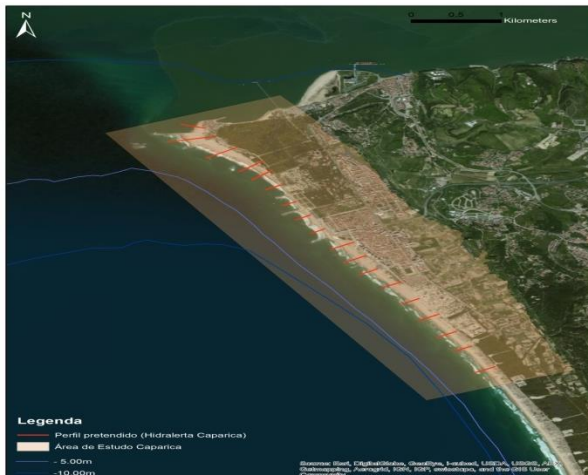 N
0 0.5 1
Kilometers
Legenda
Perfil pretendido (Hidralerta Caparica)
Área de Estudo Caparica
- 5.00m
-10.00m
Source: Esri, DigitalGlobe, GeoEye, i-cubed, USDA, USGS, AEX,
Getmapping, Aerogrid, IGN, IGP, swisstopo, and the GIS User
Community